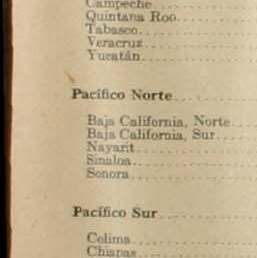 Campeche
Quintana Roo
Tabasco
Veracruz
Yucatán
Pacífico Norte
Baja California, Norte
Baja California, Sur
Nayarit
Sinaloa
Sonora
Pacífico Sur
Colima
Chiapas